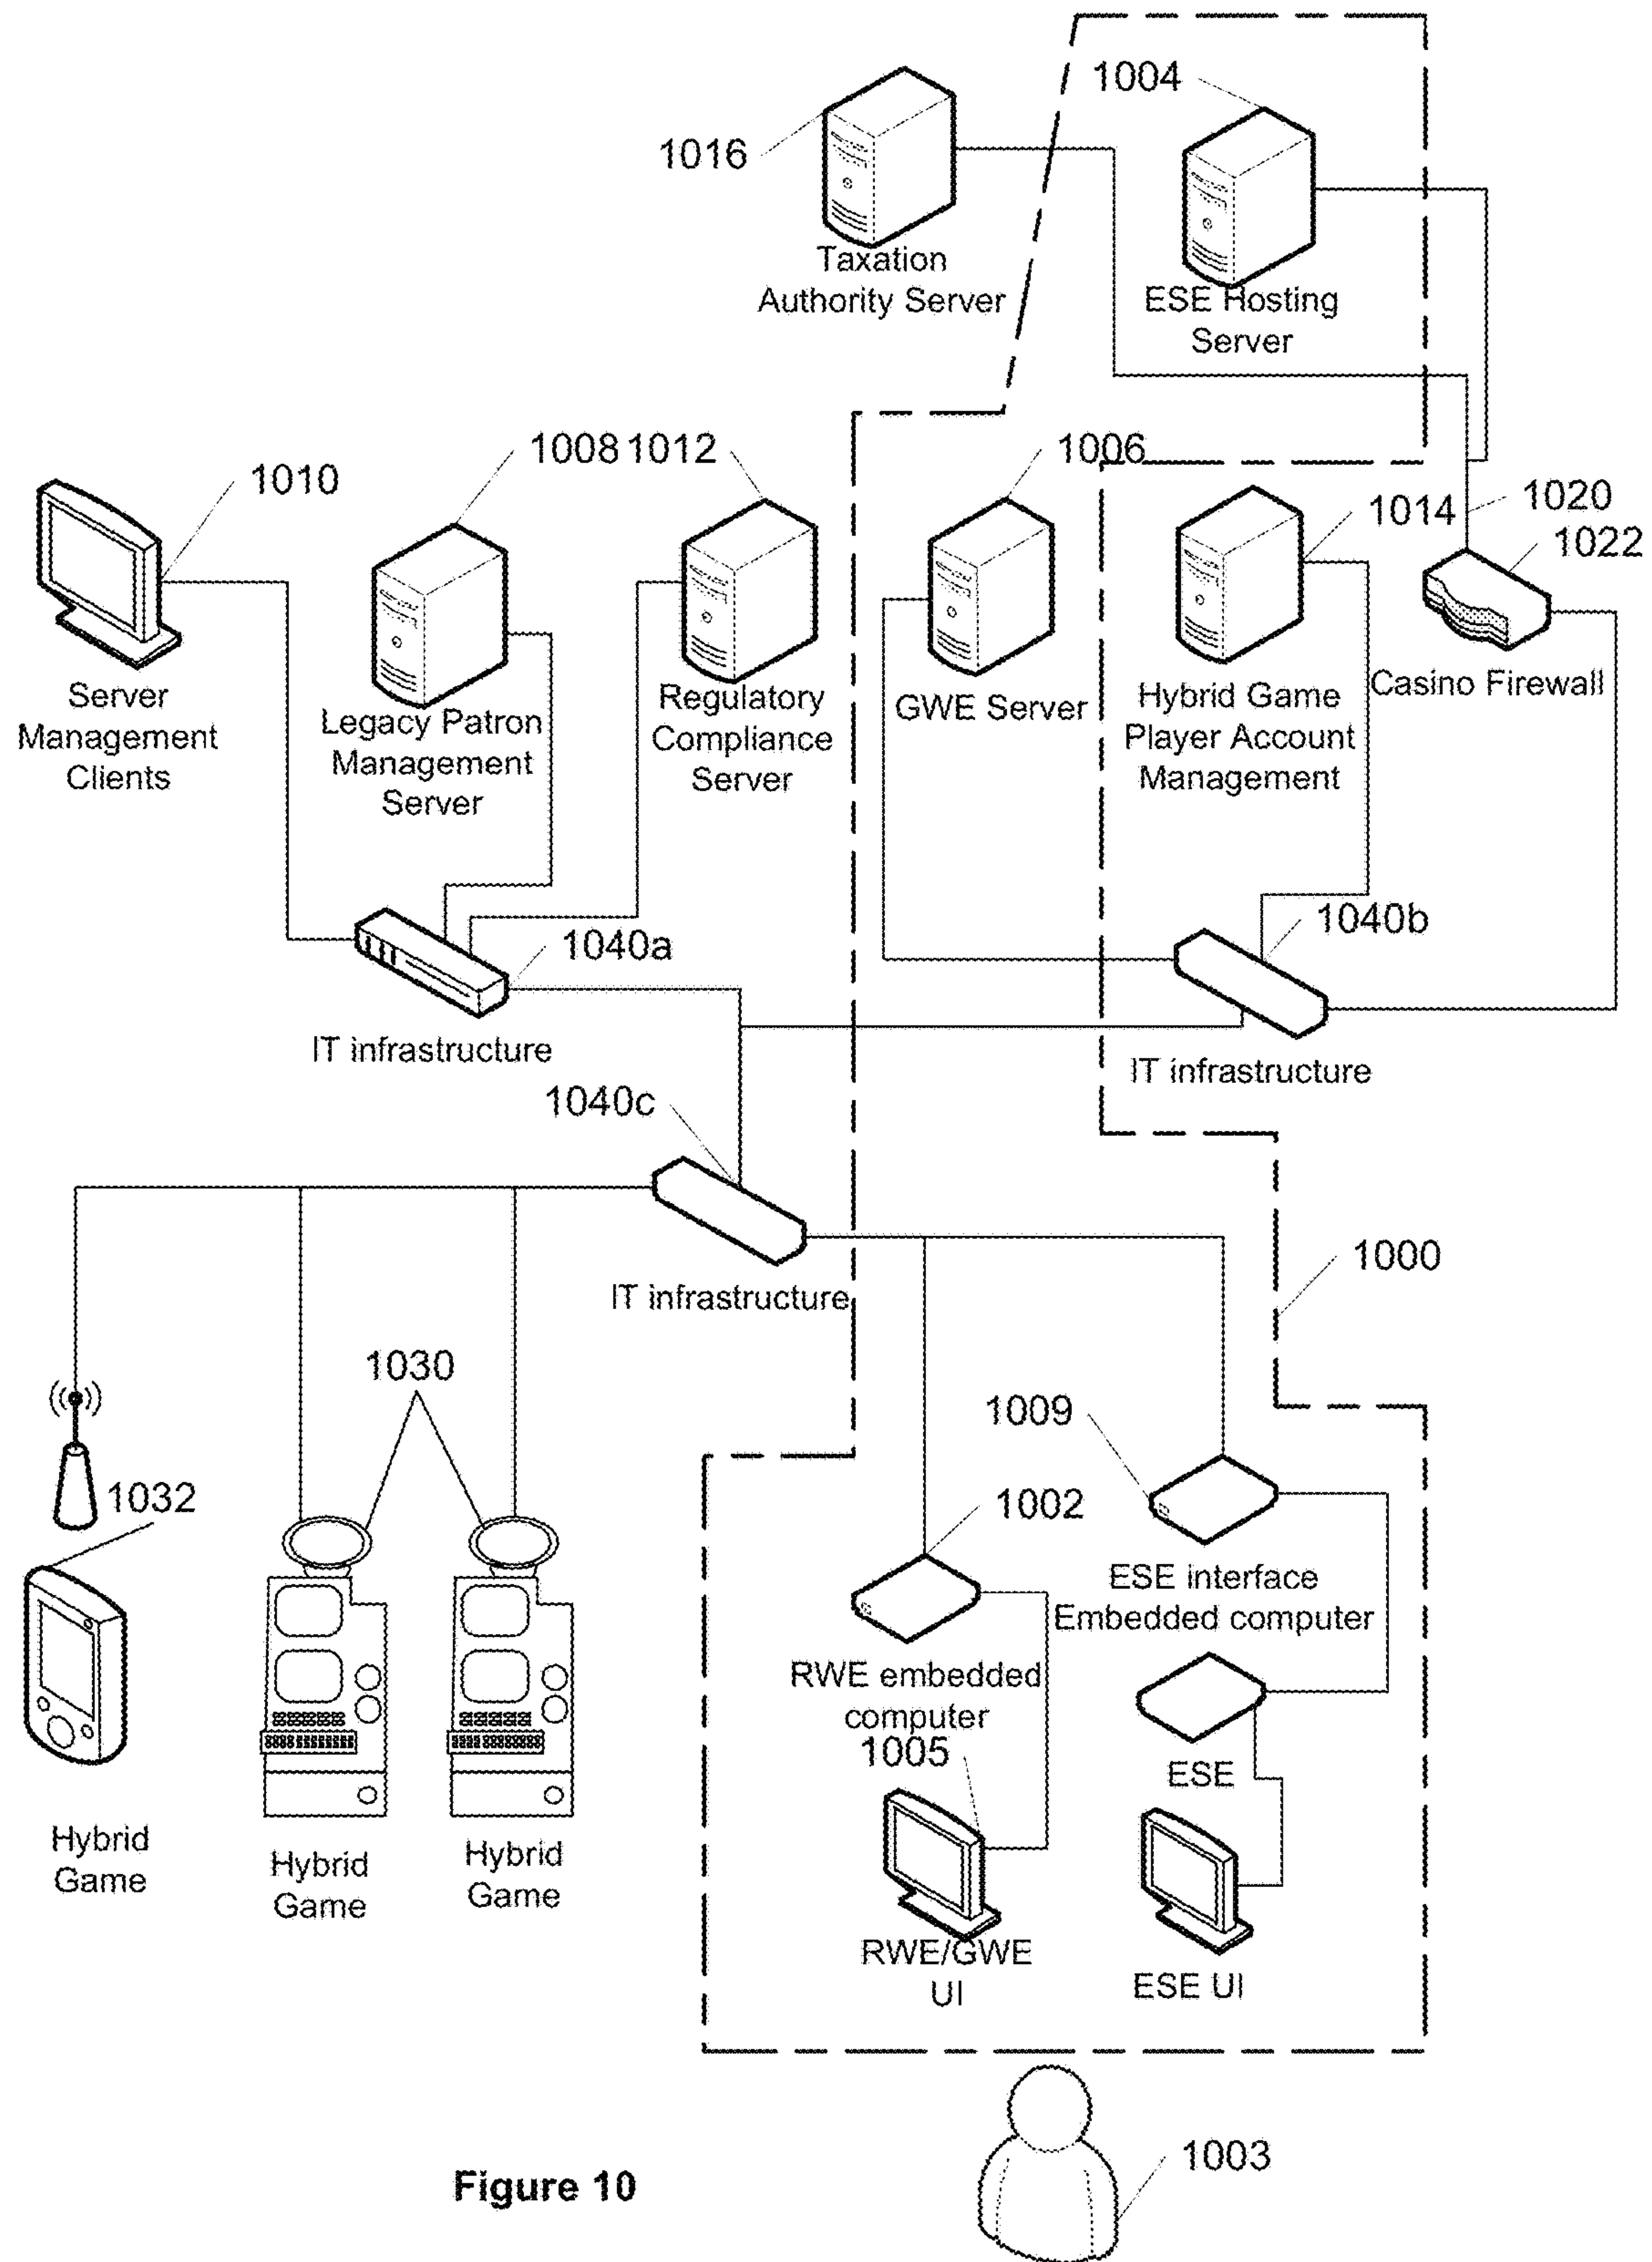 1004
1016
Taxation
Authority Server
ESE Hosting
Server
1010
1008
1012
1006
1014
1020
1022
Server
Management
Clients
Legacy Patron
Management
Server
Regulatory
Compliance
Server
GWE Server
Hybrid Game
Player Account
Management
Casino Firewall
1040a
1040b
IT infrastructure
IT infrastructure
1040c
IT infrastructure
1000
1030
1009
1032
1002
ESE interface
Embedded computer
RWE embedded
computer
1005
ESE
Hybrid
Game
Hybrid
Game
Hybrid
Game
RWE/GWE
UI
ESE UI
1003
Figure 10